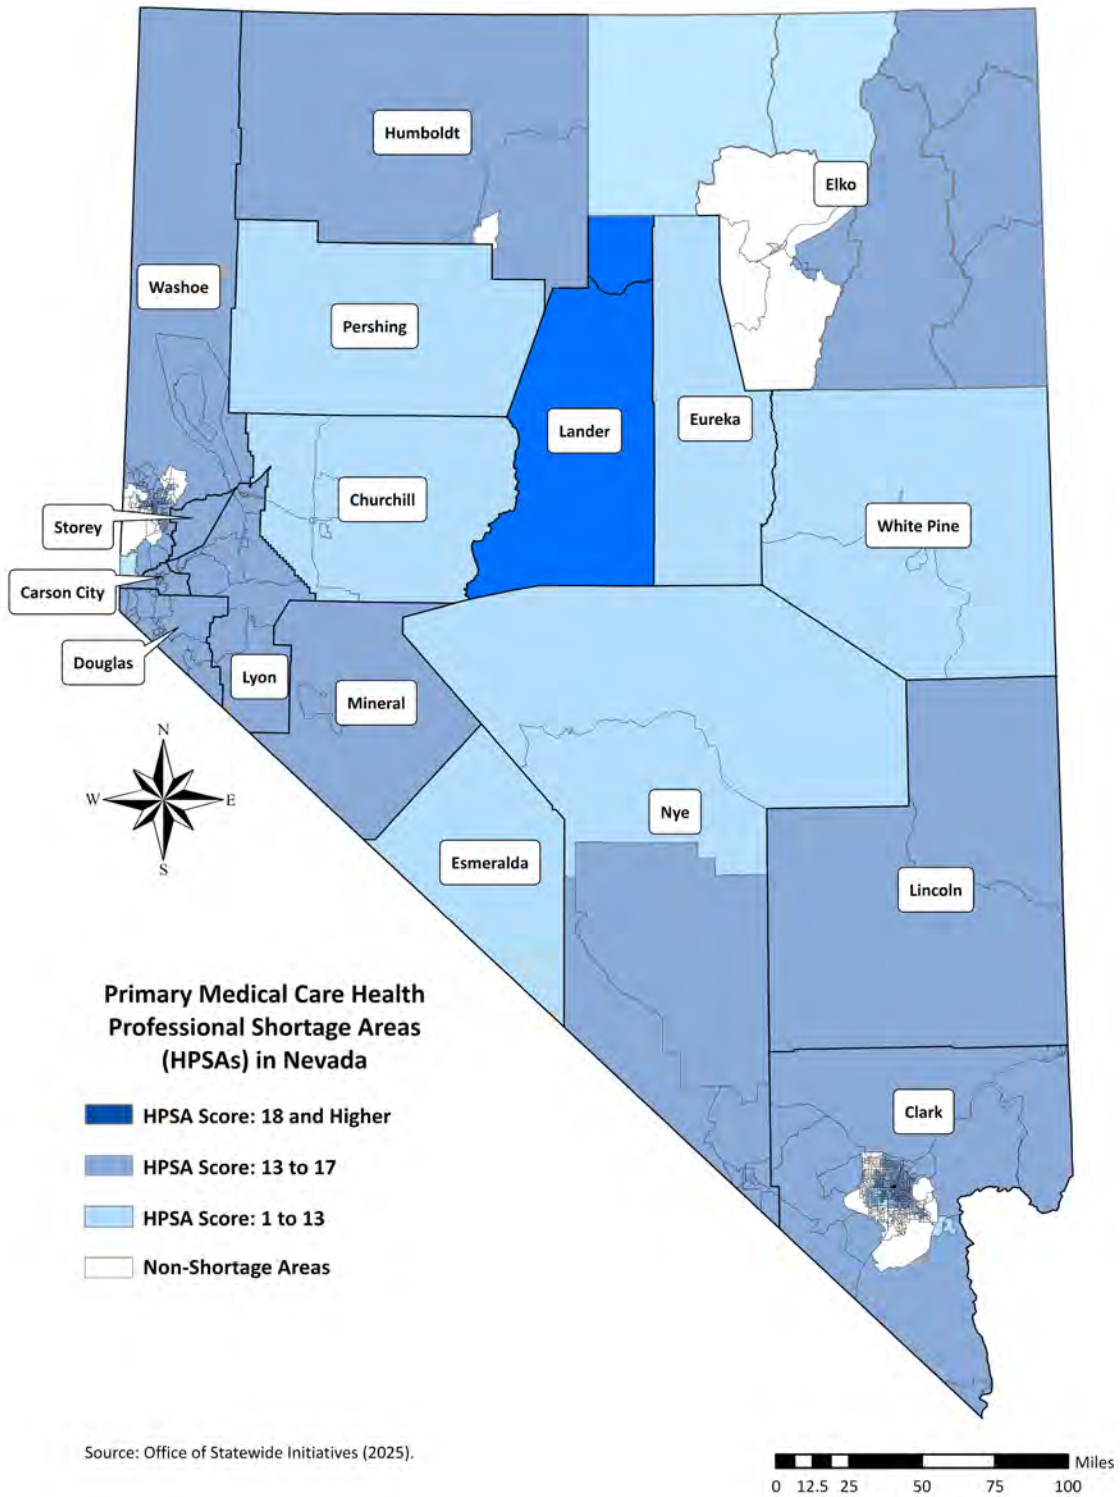 Humboldt
Elko
Washoe
Pershing
Lander
Eureka
Churchill
White Pine
Storey
Carson City
Douglas
Lyon
Mineral
N
W
E
S
Nye
Esmeralda
Lincoln
Clark
Primary Medical Care Health
Professional Shortage Areas
(HPSAs) in Nevada
HPSA Score: 18 and Higher
HPSA Score: 13 to 17
HPSA Score: 1 to 13
Non-Shortage Areas
Source: Office of Statewide Initiatives (2025).
Miles
0 12.5 25 50 75 100